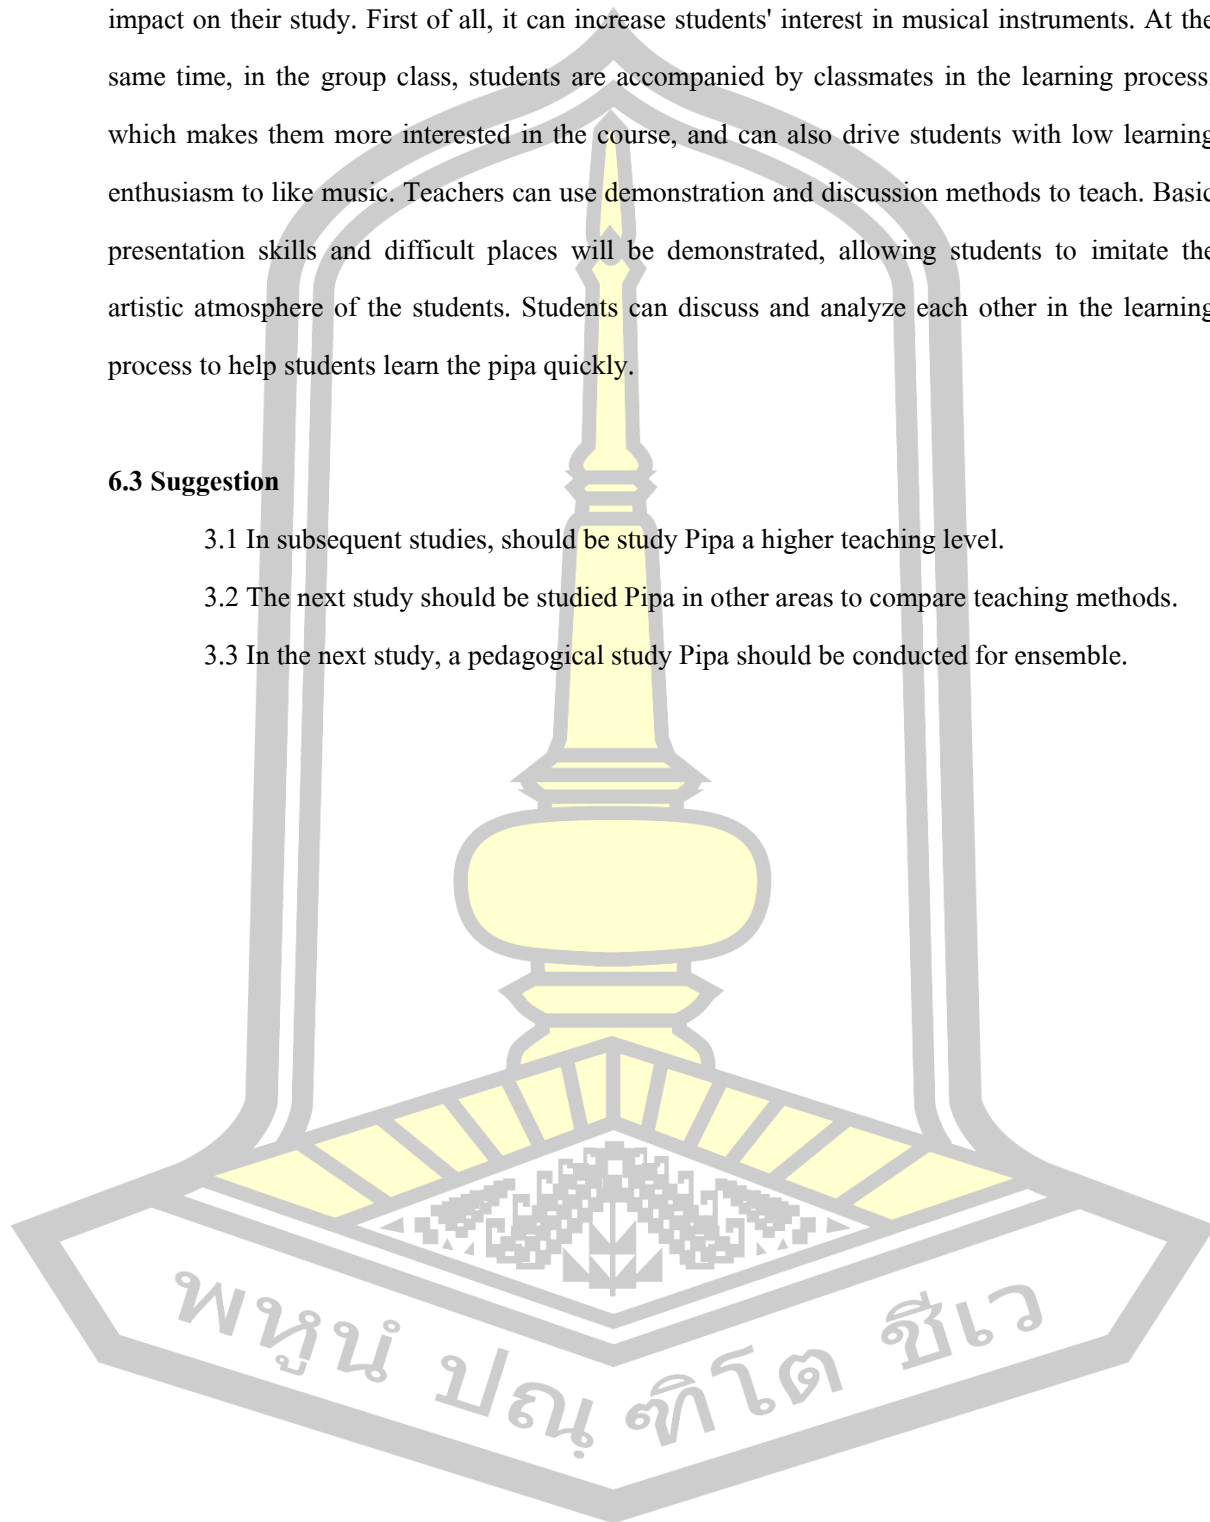 impact on their study. First of all, it can increase students' interest in musical instruments. At the
same time, in the group class, students are accompanied by classmates in the learning process,
which makes them more interested in the course, and can also drive students with low learning
enthusiasm to like music. Teachers can use demonstration and discussion methods to teach. Basic
presentation skills and difficult places will be demonstrated, allowing students to imitate the
artistic atmosphere of the students. Students can discuss and analyze each other in the learning
process to help students learn the pipa quickly.
6.3 Suggestion
3.1 In subsequent studies, should be study Pipa a higher teaching level.
3.2 The next study should be studied Pipa in other areas to compare teaching methods.
3.3 In the next study, a pedagogical study Pipa should be conducted for ensemble.
พหูนํ ปณฺ ฑิโต ชีเว